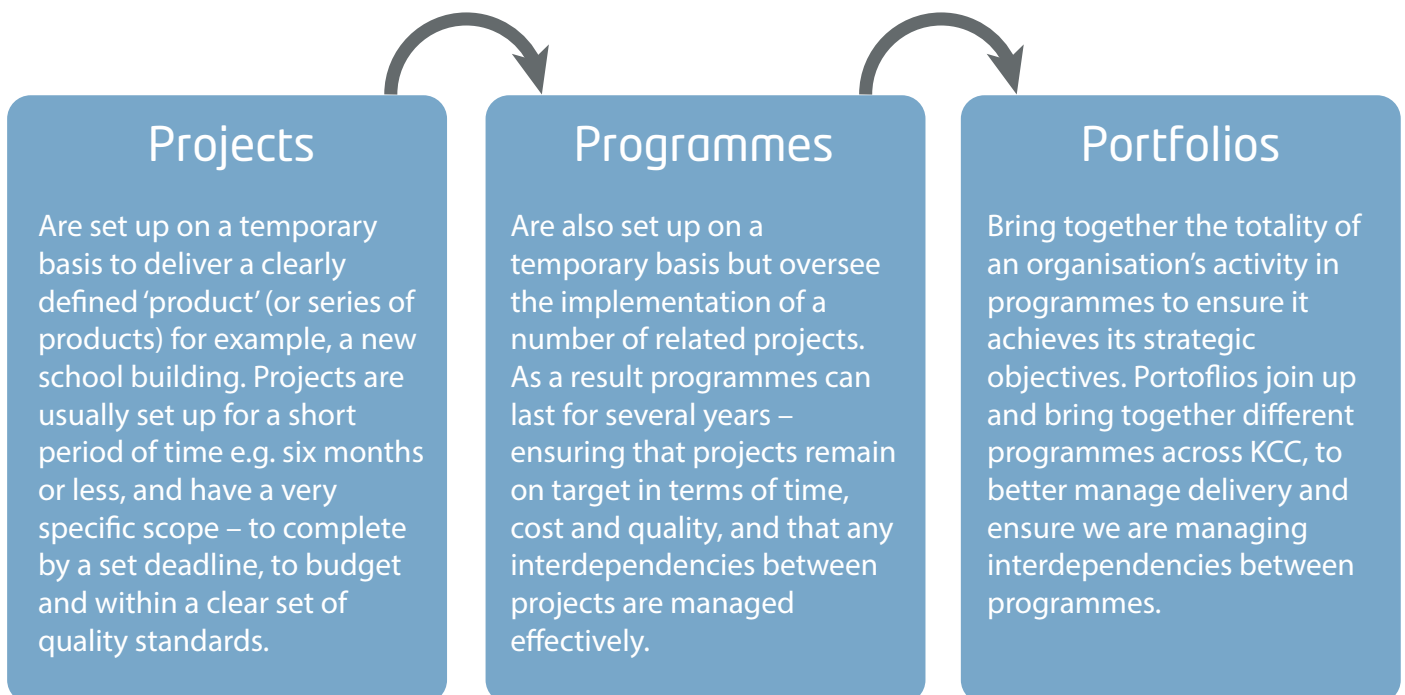 Projects
Are set up on a temporary
basis to deliver a clearly
defined ‘product’ (or series of
products) for example, a new
school building. Projects are
usually set up for a short
period of time e.g. six months
or less, and have a very
specific scope – to complete
by a set deadline, to budget
and within a clear set of
quality standards.
Programmes
Are also set up on a
temporary basis but oversee
the implementation of a
number of related projects.
As a result programmes can
last for several years –
ensuring that projects remain
on target in terms of time,
cost and quality, and that any
interdependencies between
projects are managed
effectively.
Portfolios
Bring together the totality of
an organisation’s activity in
programmes to ensure it
achieves its strategic
objectives. Portoflios join up
and bring together different
programmes across KCC, to
better manage delivery and
ensure we are managing
interdependencies between
programmes.